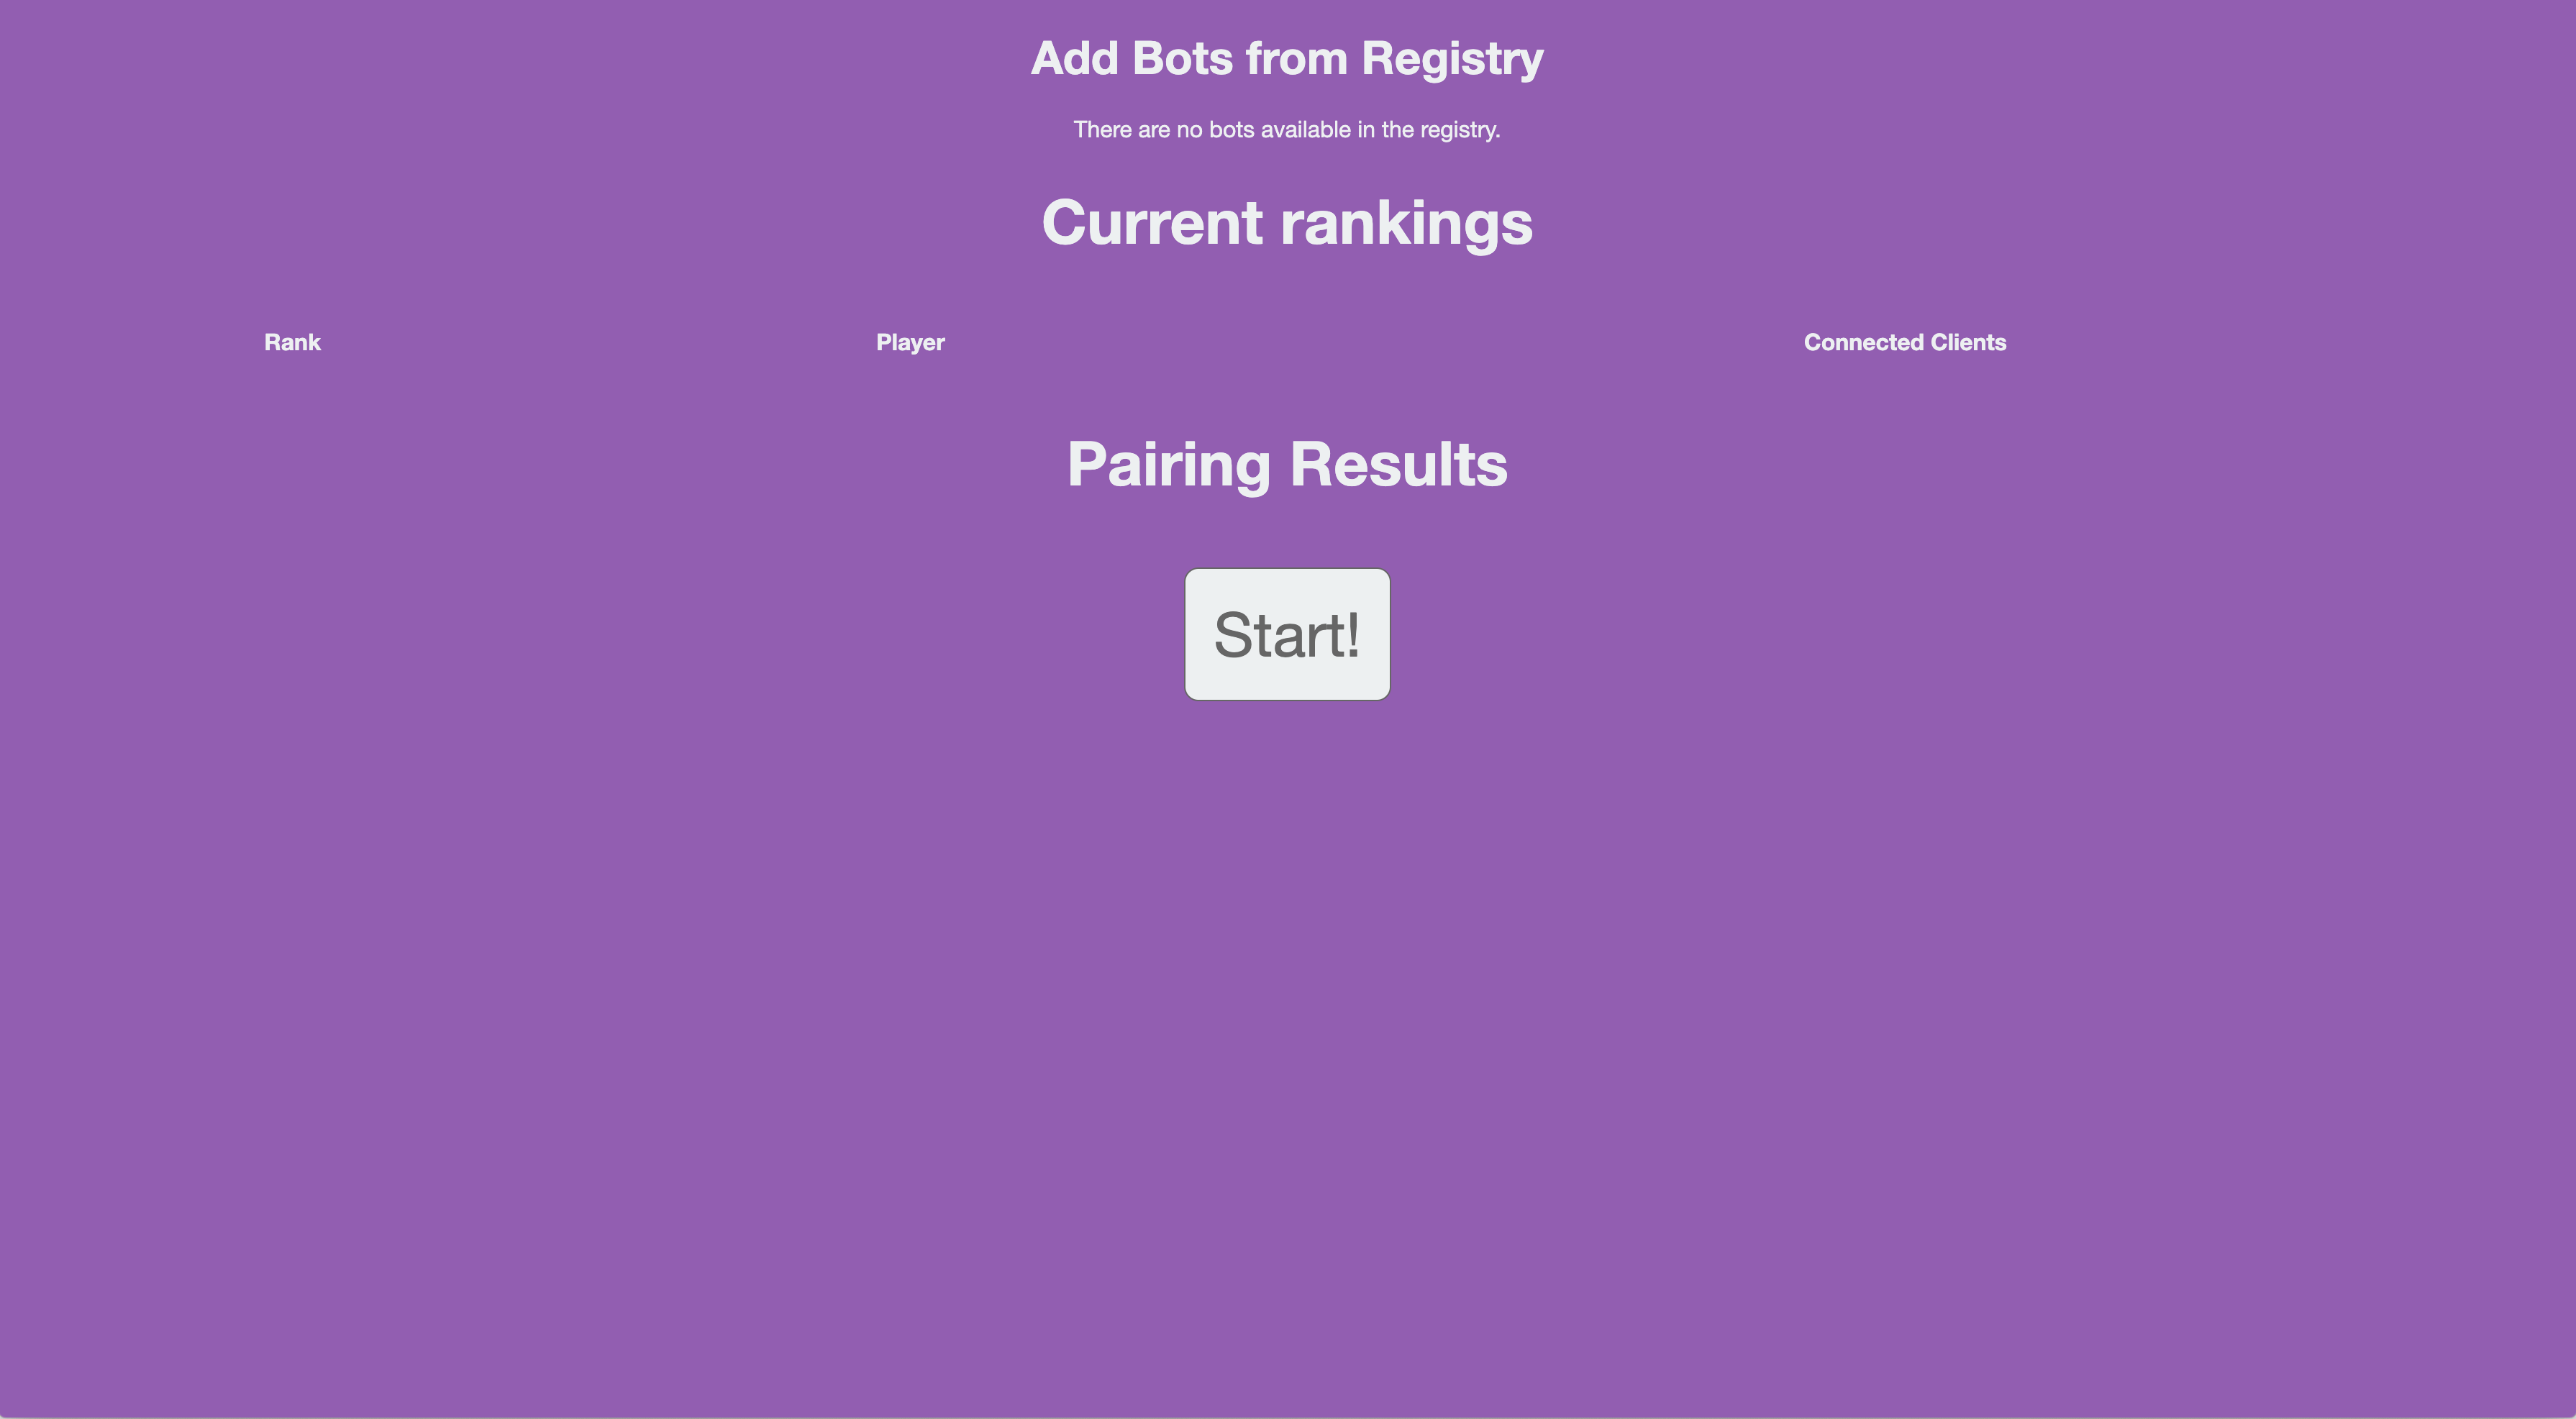 Add Bots from Registry
There are no bots available in the registry.
Current rankings
Rank Player Connected Clients
Pairing Results
Start!